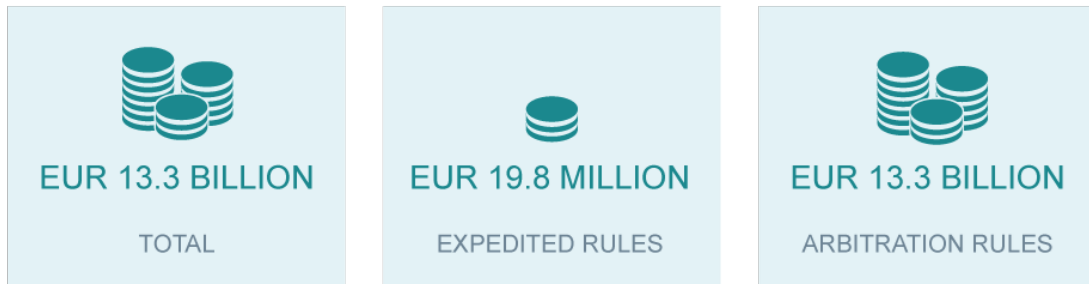 EUR 13.3 BILLION
TOTAL
EUR 19.8 MILLION
EXPEDITED RULES
EUR 13.3 BILLION
ARBITRATION RULES